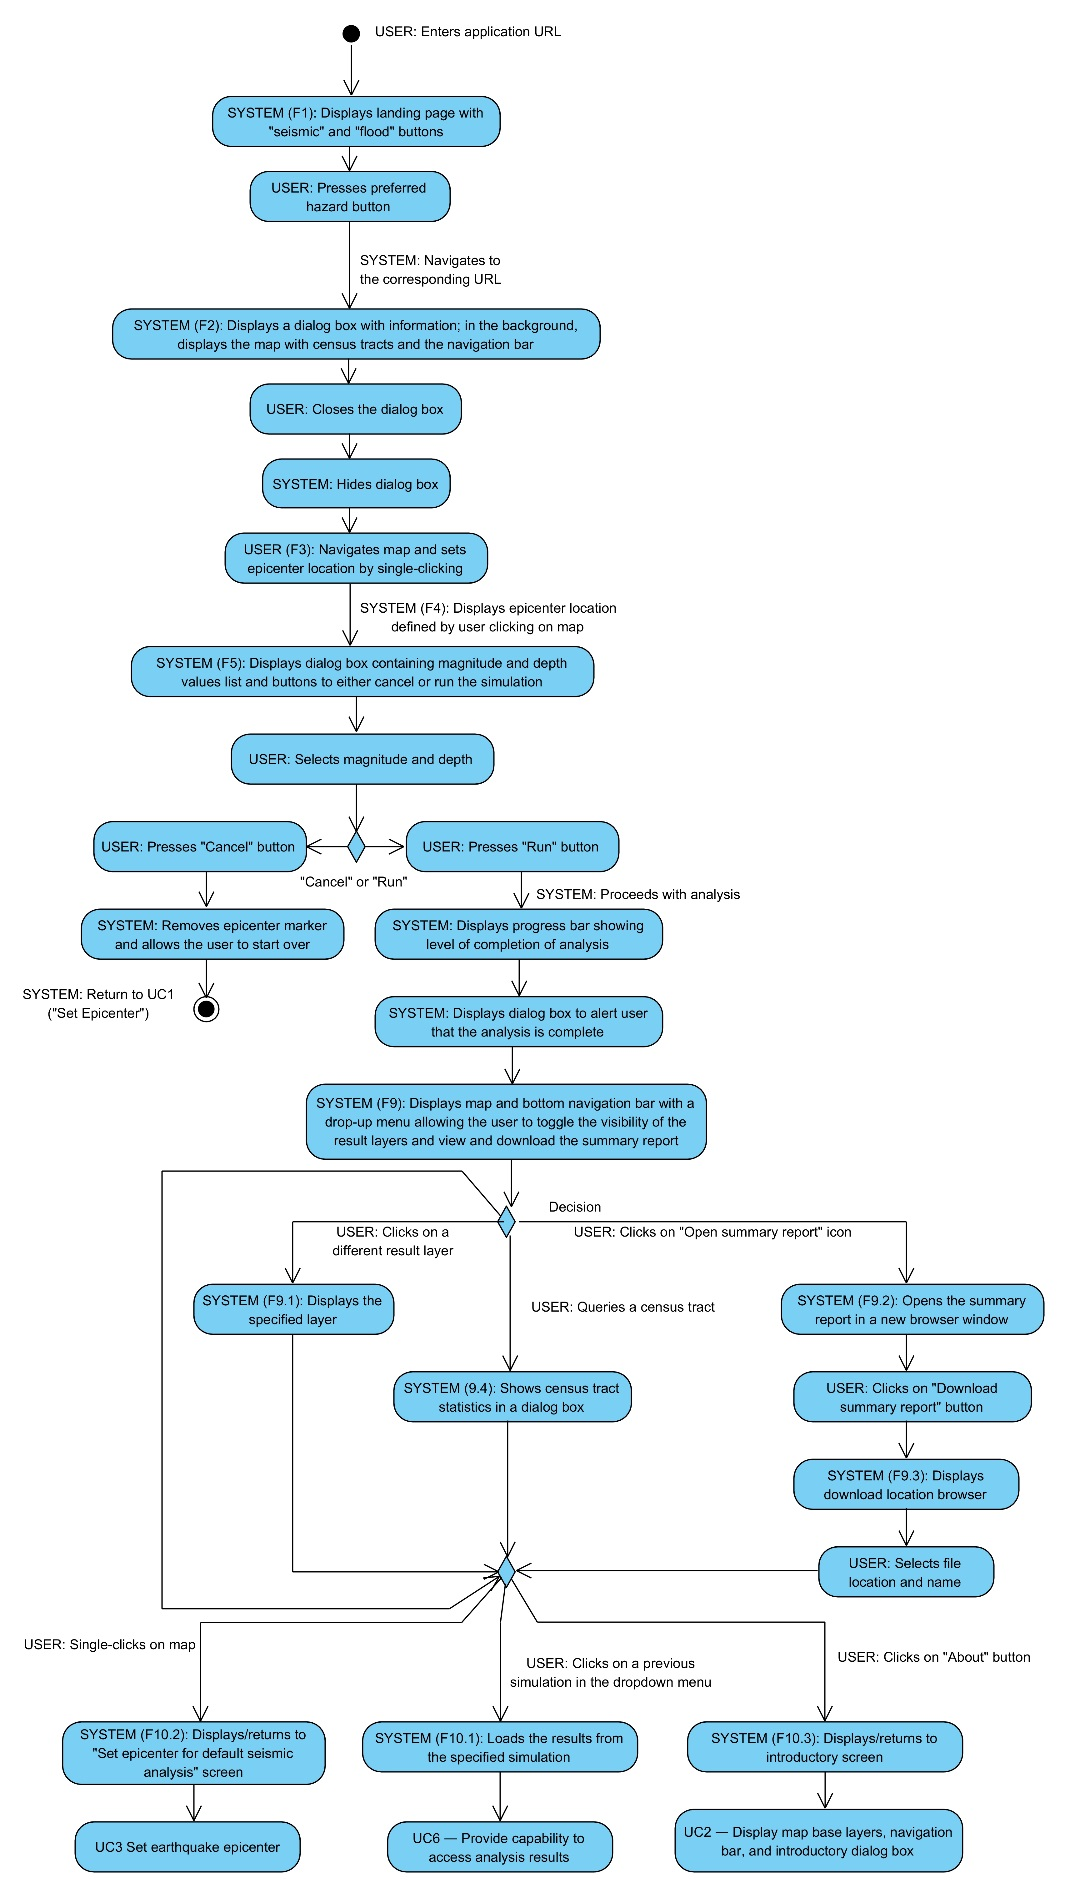 USER: Enters application URL
SYSTEM (F1): Displays landing page with
"seismic" and "flood" buttons
USER: Presses preferred
hazard button
SYSTEM: Navigates to
the corresponding URL
SYSTEM (F2): Displays a dialog box with information; in the background,
displays the map with census tracts and the navigation bar
USER: Closes the dialog box
SYSTEM: Hides dialog box
USER (F3): Navigates map and sets
epicenter location by single-clicking
SYSTEM (F4): Displays epicenter location
defined by user clicking on map
SYSTEM (F5): Displays dialog box containing magnitude and depth
values list and buttons to either cancel or run the simulation
USER: Selects magnitude and depth
USER: Presses "Cancel" button
USER: Presses "Run" button
"Cancel" or "Run"
SYSTEM: Proceeds with analysis
SYSTEM: Removes epicenter marker
and allows the user to start over
SYSTEM: Displays progress bar showing
level of completion of analysis
SYSTEM: Return to UC1
("Set Epicenter")
SYSTEM: Displays dialog box to alert user
that the analysis is complete
SYSTEM (F9): Displays map and bottom navigation bar with a
drop-up menu allowing the user to toggle the visibility of the
result layers and view and download the summary report
Decision
USER: Clicks on a
different result layer
USER: Clicks on "Open summary report" icon
SYSTEM (F9.1): Displays the
specified layer
USER: Queries a census tract
SYSTEM (F9.2): Opens the summary
report in a new browser window
SYSTEM (9.4): Shows census tract
statistics in a dialog box
USER: Clicks on "Download
summary report" button
SYSTEM (F9.3): Displays
download location browser
USER: Selects file
location and name
USER: Single-clicks on map
USER: Clicks on a previous
simulation in the dropdown menu
USER: Clicks on "About" button
SYSTEM (F10.2): Displays/returns to
"Set epicenter for default seismic
analysis" screen
SYSTEM (F10.1): Loads the results from
the specified simulation
SYSTEM (F10.3): Displays/returns to
introductory screen
UC3 Set earthquake epicenter
UC6 — Provide capability to
access analysis results
UC2 — Display map base layers, navigation
bar, and introductory dialog box